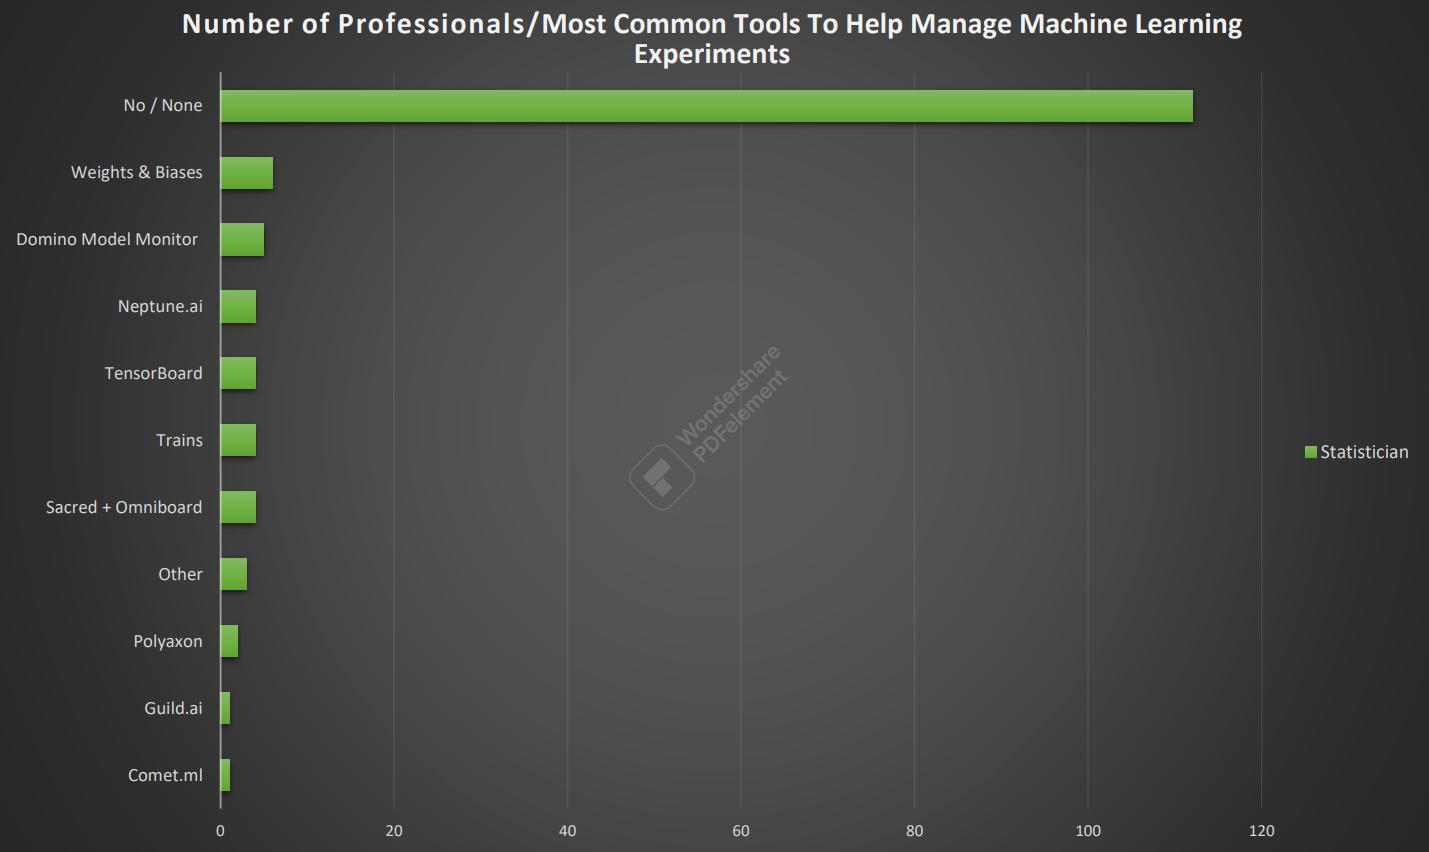 Number of Professionals/Most Common Tools To Help Manage Machine Learning
Experiments
No / None
Weights & Biases
Domino Model Monitor
Neptune.ai
TensorBoard
Trains
Sacred + Omniboard
Other
Polyaxon
Guild.ai
Comet.ml
0 20 40 60 80 100 120
Statistician
Wondershare
PDFelement